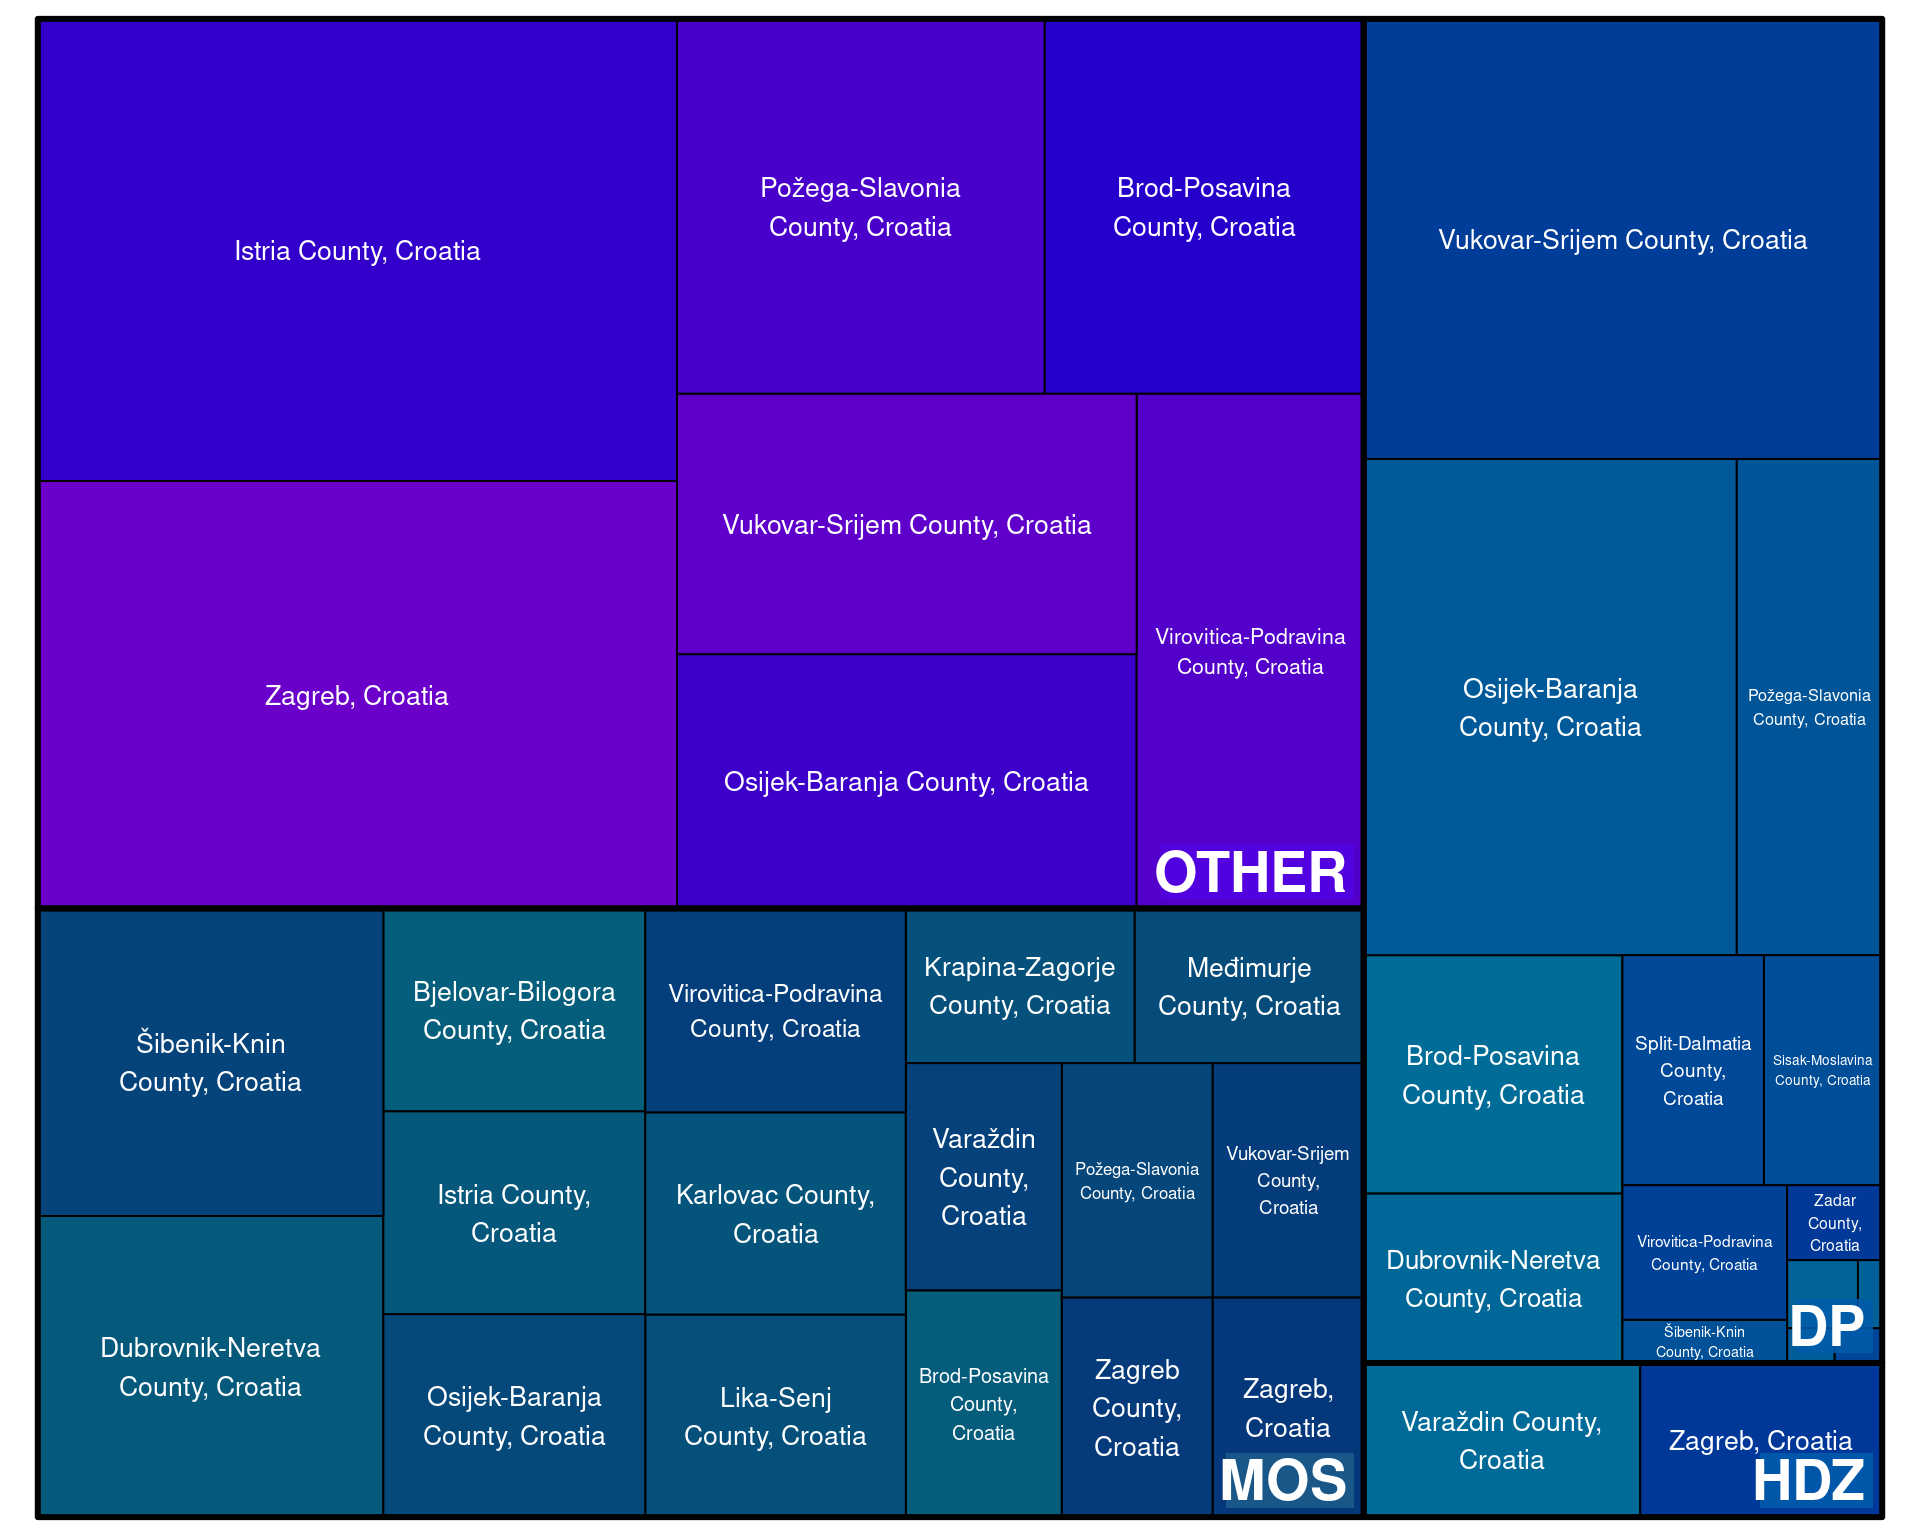 Istria County, Croatia
Požega-Slavonia
County, Croatia
Brod-Posavina
County, Croatia
Zagreb, Croatia
Vukovar-Srijem County, Croatia
Osijek-Baranja County, Croatia
Virovitica-Podravina
County, Croatia
OTHER
Vukovar-Srijem County, Croatia
Osijek-Baranja
County, Croatia
Požega-Slavonia
County, Croatia
Brod-Posavina
County, Croatia
Split-Dalmatia
County,
Croatia
Sisak-Moslavina
County, Croatia
Dubrovnik-Neretva
County, Croatia
Virovitica-Podravina
County, Croatia
Zadar
County,
Croatia
Šibenik-Knin
County, Croatia
DP
Šibenik-Knin
County, Croatia
Dubrovnik-Neretva
County, Croatia
Bjelovar-Bilogora
County, Croatia
Istria County,
Croatia
Osijek-Baranja
County, Croatia
Virovitica-Podravina
County, Croatia
Karlovac County,
Croatia
Lika-Senj
County, Croatia
Krapina-Zagorje
County, Croatia
Međimurje
County, Croatia
Varaždin
County,
Croatia
Požega-Slavonia
County, Croatia
Vukovar-Srijem
County,
Croatia
Brod-Posavina
County,
Croatia
Zagreb
County,
Croatia
Zagreb,
Croatia
MOS
Varaždin County,
Croatia
Zagreb, Croatia
HDZ